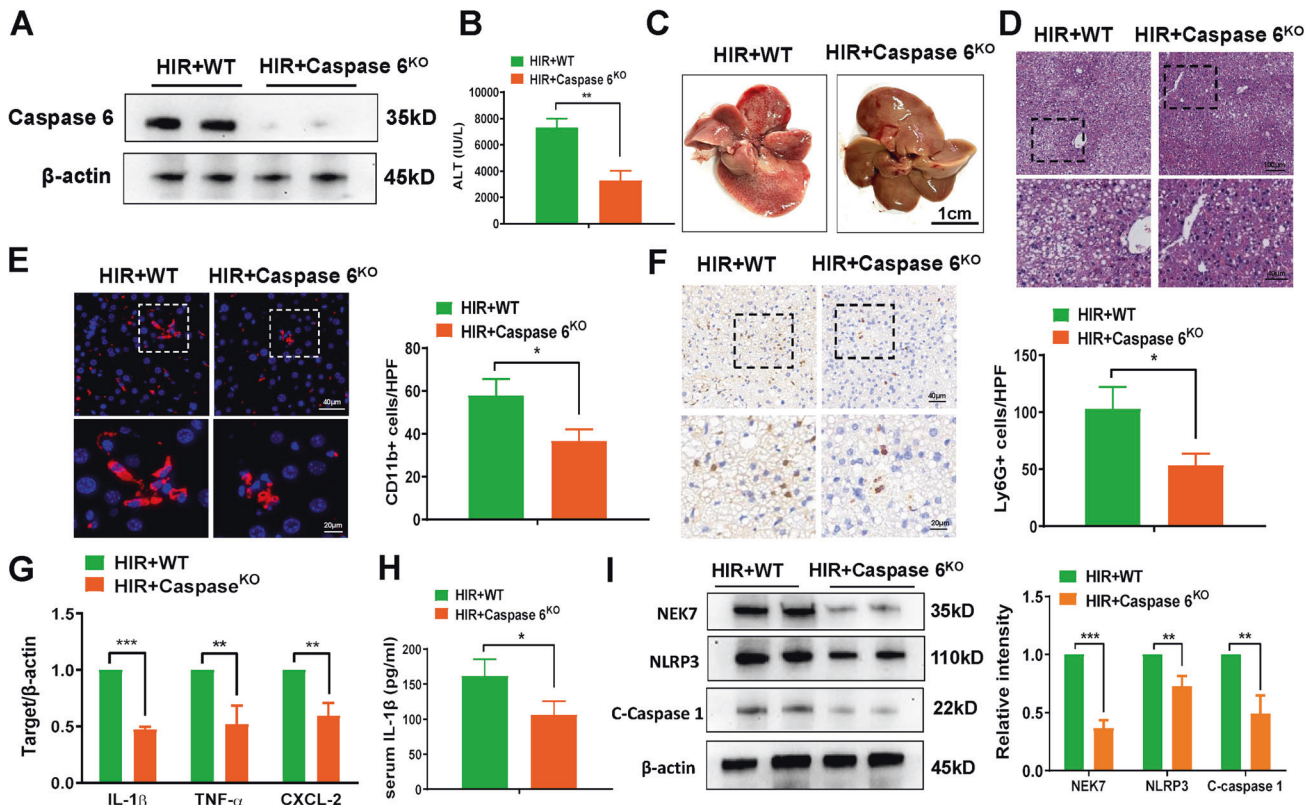 A
HIR+WT HIR+Caspase 6KO
Caspase 6 35kD
β-actin 45kD
B
HIR+WT
HIR+Caspase 6KO
ALT (IU/L)
10000
8000
6000
4000
2000
0
**
C
HIR+WT HIR+Caspase 6KO
1cm
D
HIR+WT HIR+Caspase 6KO
100μm
40μm
E
HIR+WT HIR+Caspase 6KO
40μm
20μm
HIR+WT
HIR+Caspase 6KO
CD11b+ cells/HPF
80
60
40
20
0
*
F
HIR+WT HIR+Caspase 6KO
40μm
20μm
HIR+WT
HIR+Caspase 6KO
Ly6G+ cells/HPF
150
100
50
0
*
G
HIR+WT
HIR+CaspaseKO
Target/β-actin
1.5
1.0
0.5
0.0
*** ** **
IL-1β TNF-α CXCL-2
H
HIR+WT
HIR+Caspase 6KO
serum IL-1β (pg/ml)
200
150
100
50
0
*
I
HIR+WT HIR+Caspase 6KO
NEK7 35kD
NLRP3 110kD
C-Caspase 1 22kD
β-actin 45kD
HIR+WT
HIR+Caspase 6KO
Relative intensity
1.5
1.0
0.5
0.0
*** ** **
NEK7 NLRP3 C-caspase 1